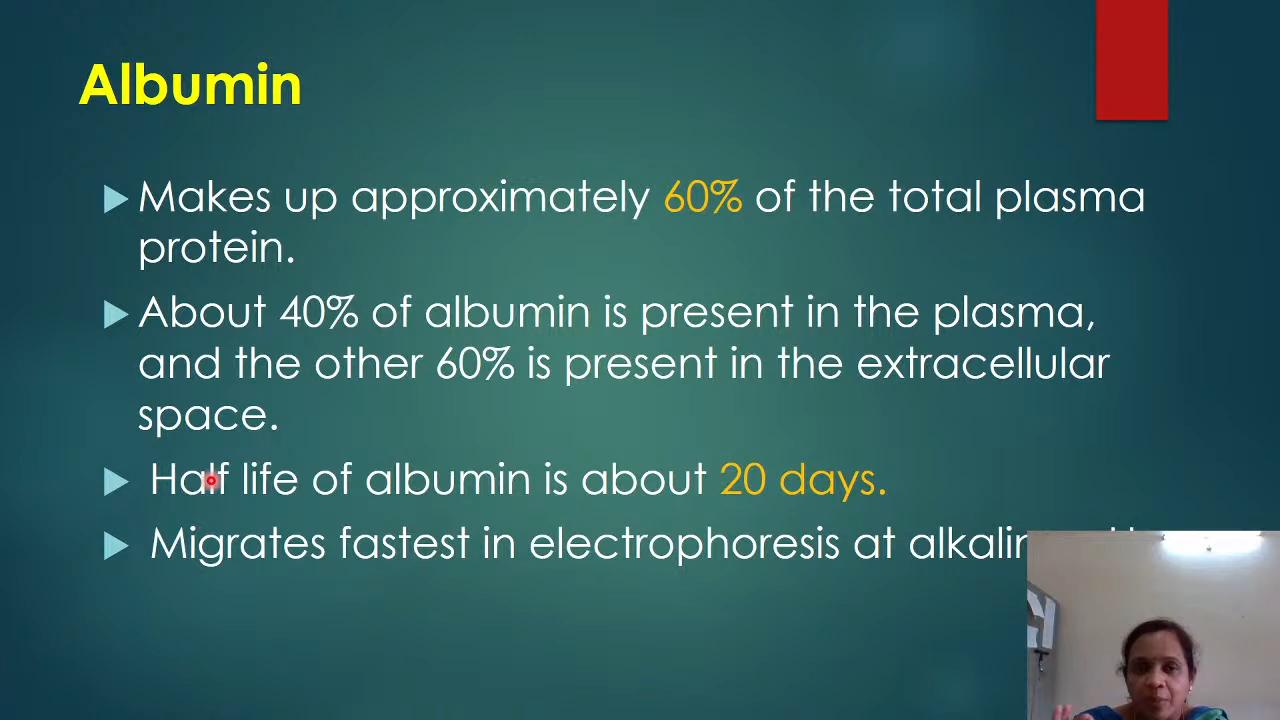 Albumin
Makes up approximately 60% of the total plasma
protein.
About 40% of albumin is present in the plasma,
and the other 60% is present in the extracellular
space.
Half life of albumin is about 20 days.
Migrates fastest in electrophoresis at